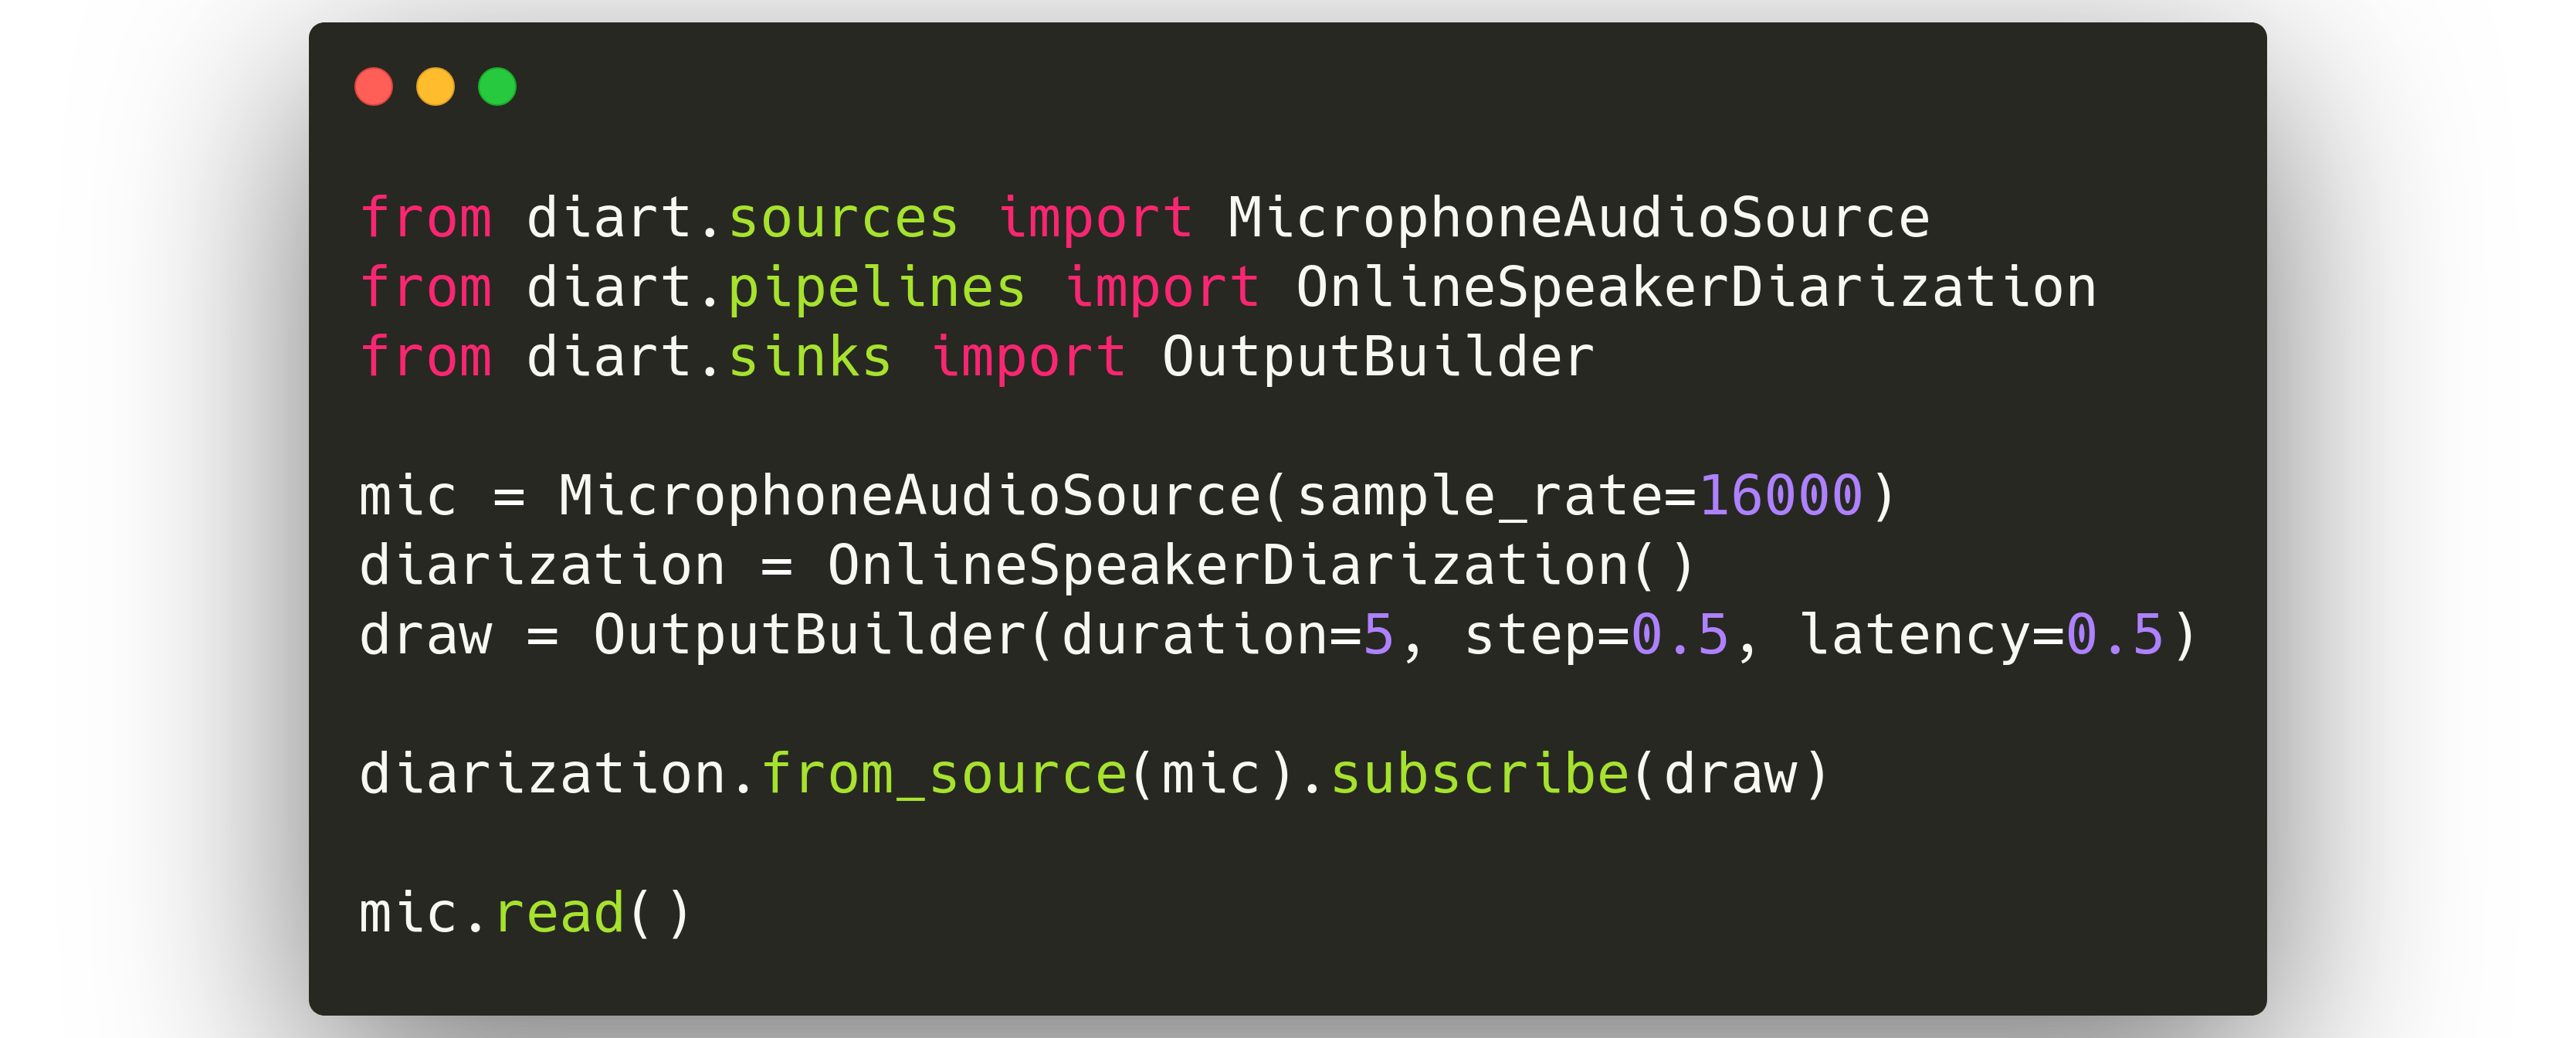 from diart.sources import MicrophoneAudioSource
from diart.pipelines import OnlineSpeakerDiarization
from diart.sinks import OutputBuilder
mic = MicrophoneAudioSource(sample_rate=16000)
diarization = OnlineSpeakerDiarization()
draw = OutputBuilder(duration=5, step=0.5, latency=0.5)
diarization.from_source(mic).subscribe(draw)
mic.read()